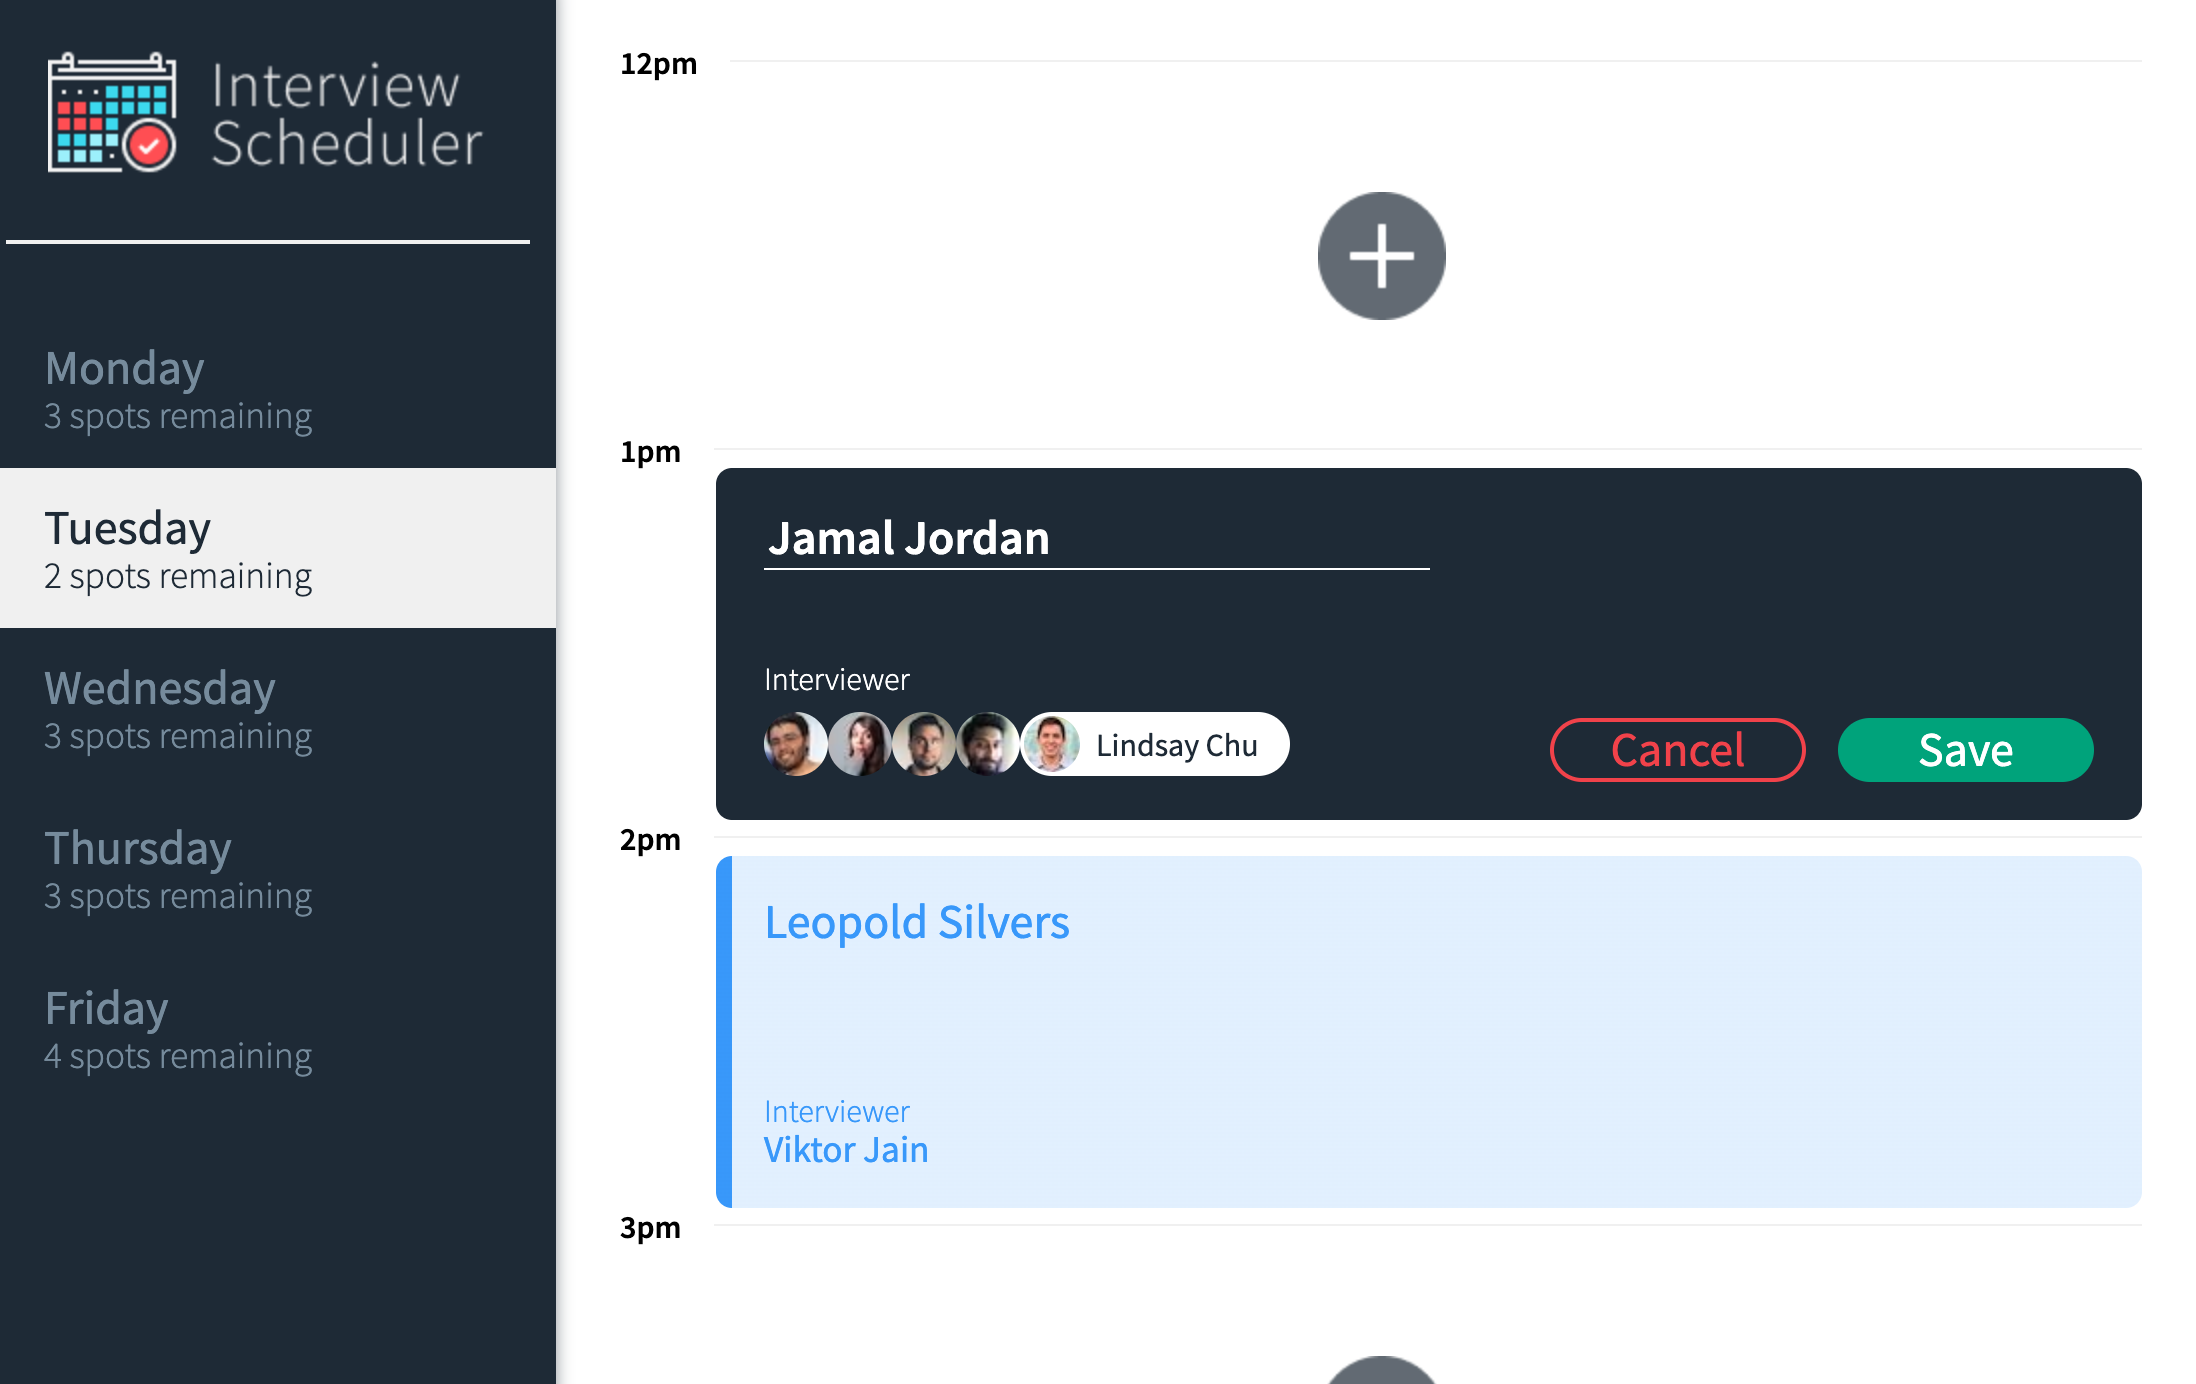 Interview
Scheduler
Monday
3 spots remaining
Tuesday
2 spots remaining
Wednesday
3 spots remaining
Thursday
3 spots remaining
Friday
4 spots remaining
12pm
1pm
Jamal Jordan
Interviewer
Lindsay Chu
Cancel
Save
2pm
Leopold Silvers
Interviewer
Viktor Jain
3pm